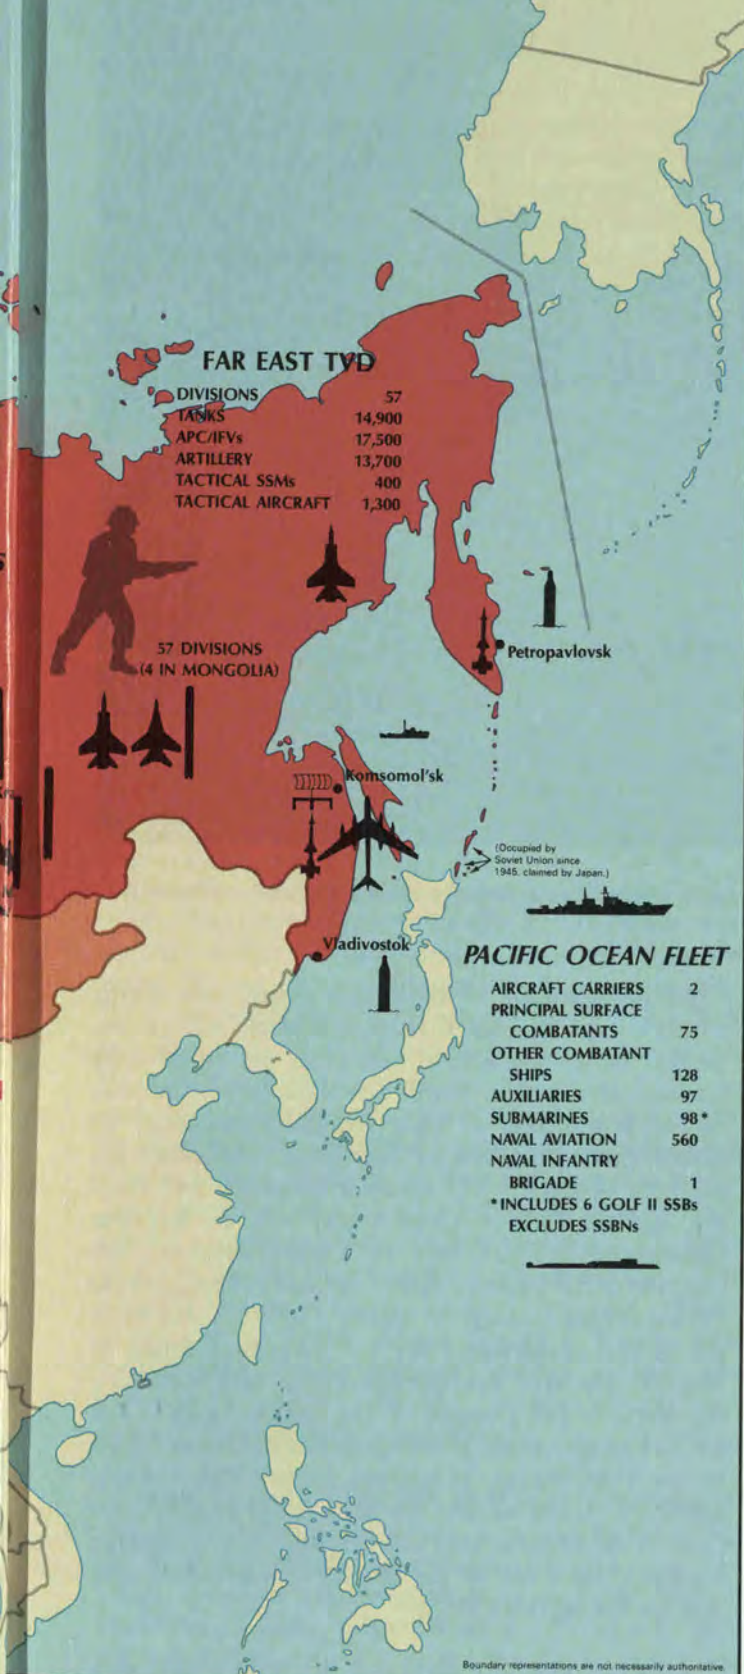 FAR EAST TVD
DIVISIONS 57
TANKS 14,900
APC/IFVs 17,500
ARTILLERY 13,700
TACTICAL SSMs 400
TACTICAL AIRCRAFT 1,300
57 DIVISIONS
(4 IN MONGOLIA)
Petropavlovsk
Komsomol'sk
(Occupied by
Soviet Union since
1945, claimed by Japan.)
Vladivostok
PACIFIC OCEAN FLEET
AIRCRAFT CARRIERS 2
PRINCIPAL SURFACE
COMBATANTS 75
OTHER COMBATANT
SHIPS 128
AUXILIARIES 97
SUBMARINES 98*
NAVAL AVIATION 560
NAVAL INFANTRY
BRIGADE 1
*INCLUDES 6 GOLF II SSBs
EXCLUDES SSBNs
Boundary representations are not necessarily authoritative.